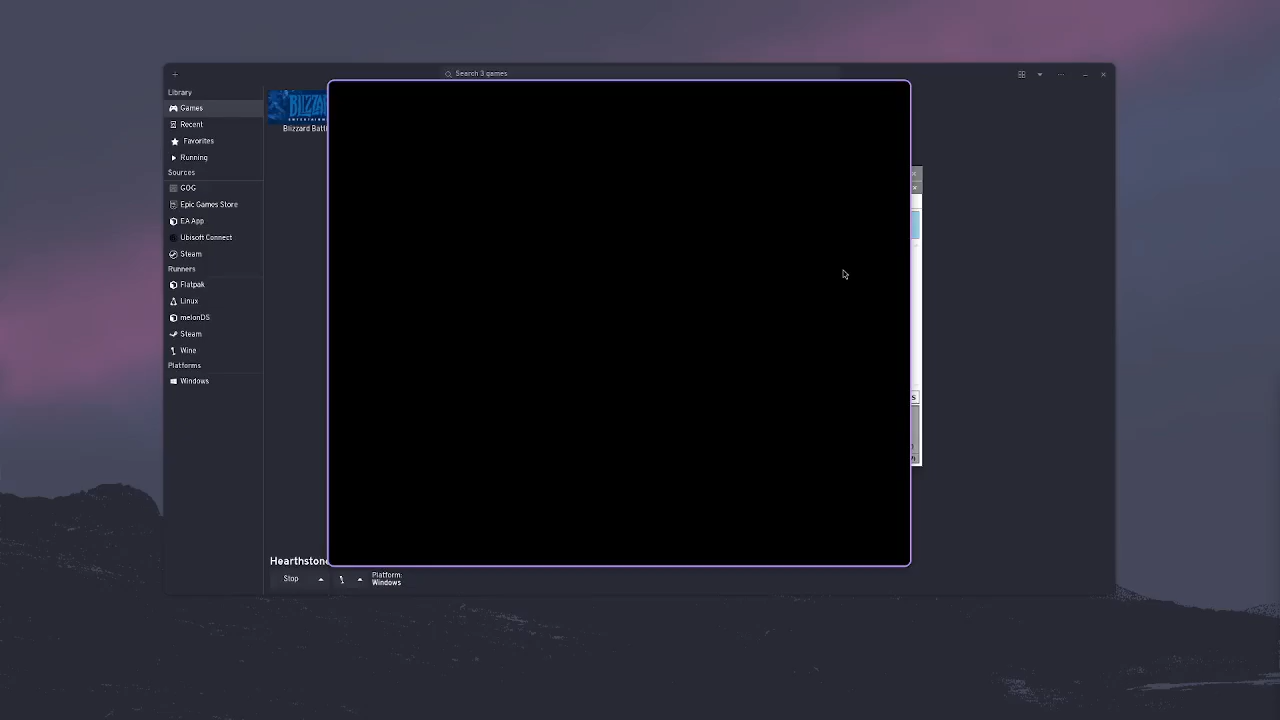 Search 3 games
Library
Games
Recent
Favorites
Running
Sources
GOG
Epic Games Store
EA App
Ubisoft Connect
Steam
Runners
Flatpak
Linux
melonDS
Steam
Wine
Platforms
Windows
Blizzard
Hearthstone
Stop
Platform:
Windows